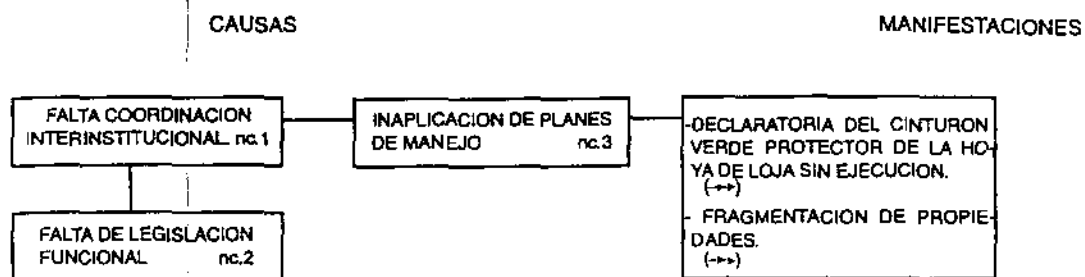 CAUSAS
MANIFESTACIONES
FALTA COORDINACION
INTERINSTITUCIONAL nc.1
INAPLICACION DE PLANES
DE MANEJO nc.3
-DECLARATORIA DEL CINTURON
VERDE PROTECTOR DE LA HO-
YA DE LOJA SIN EJECUCION.
(-↔)
- FRAGMENTACION DE PROPIE-
DADES.
(-↔)
FALTA DE LEGISLACION
FUNCIONAL nc.2